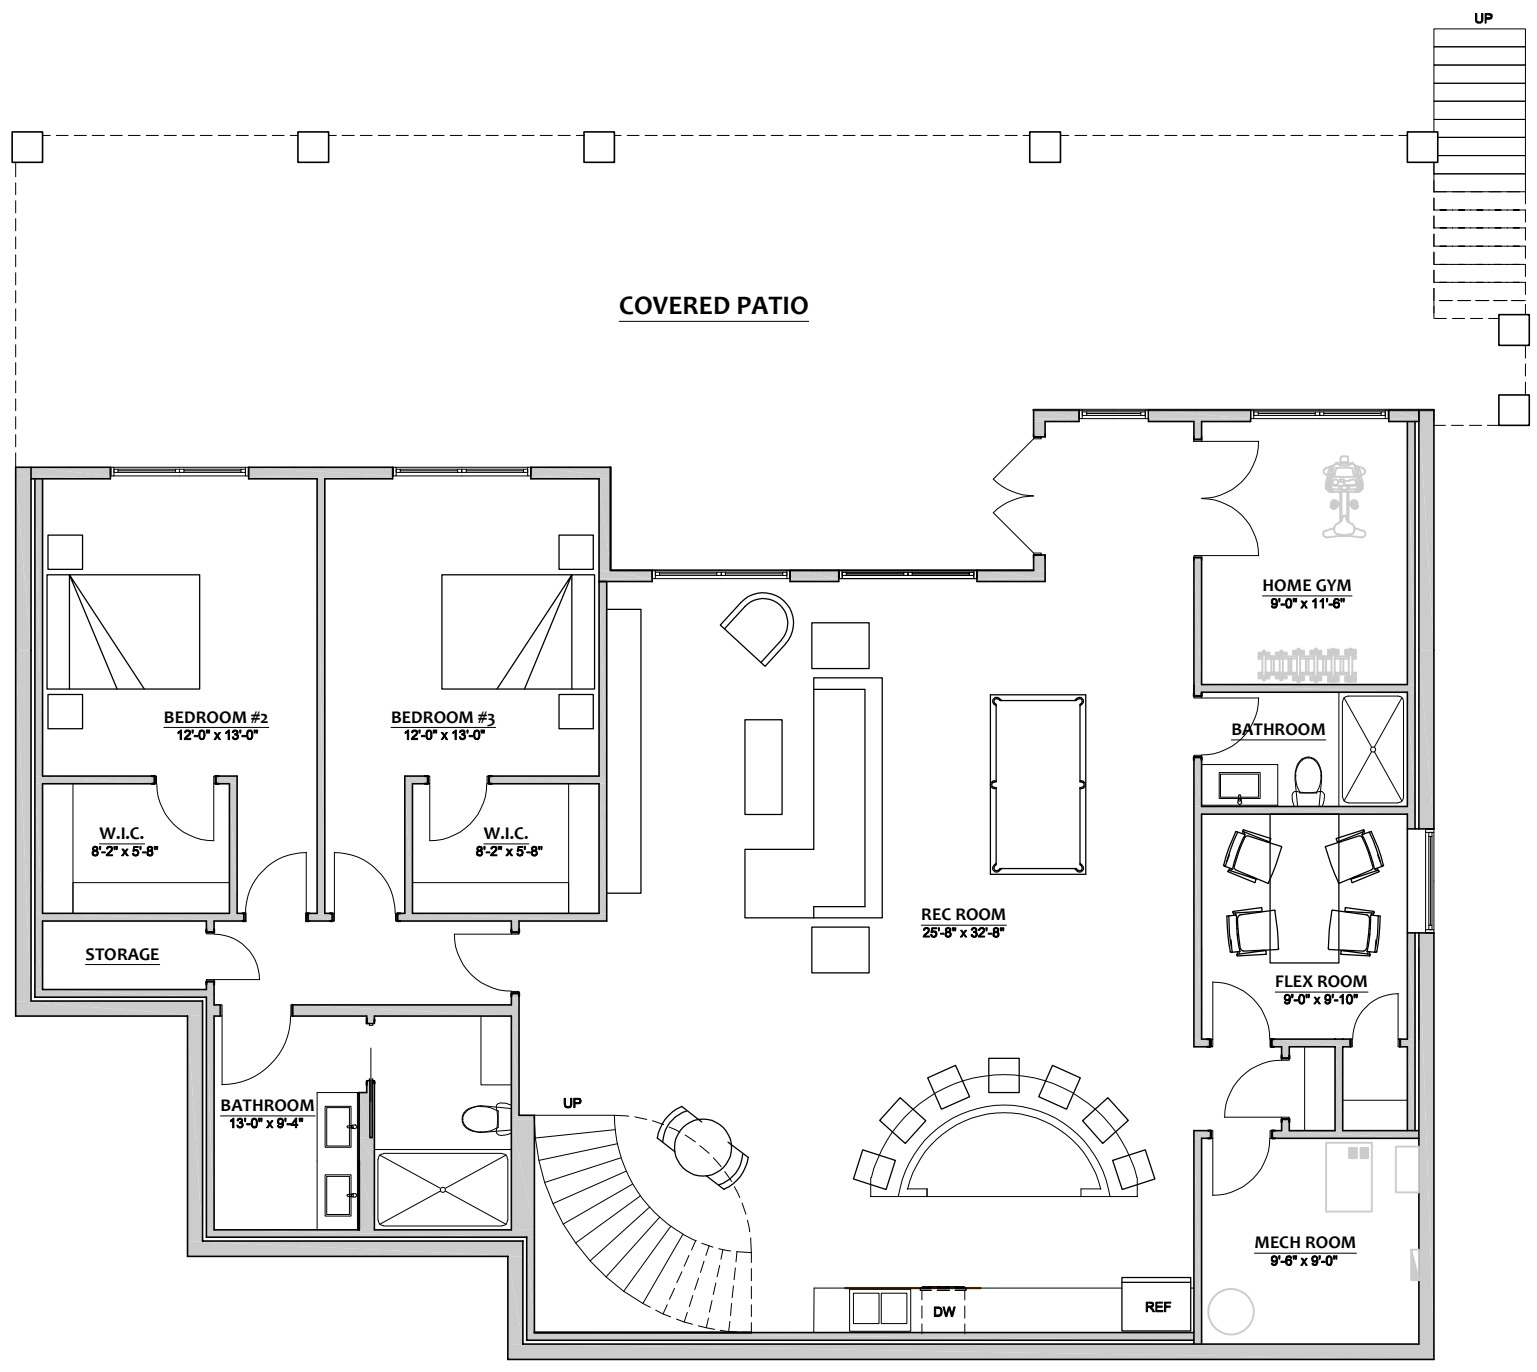 UP
COVERED PATIO
HOME GYM
9'-0" x 11'-6"
BEDROOM #2
12'-0" x 13'-0"
BEDROOM #3
12'-0" x 13'-0"
BATHROOM
W.I.C.
8'-2" x 5'-8"
W.I.C.
8'-2" x 5'-8"
REC ROOM
25'-8" x 32'-8"
STORAGE
FLEX ROOM
9'-0" x 9'-10"
BATHROOM
13'-0" x 9'-4"
UP
MECH ROOM
9'-6" x 9'-0"
DW
REF